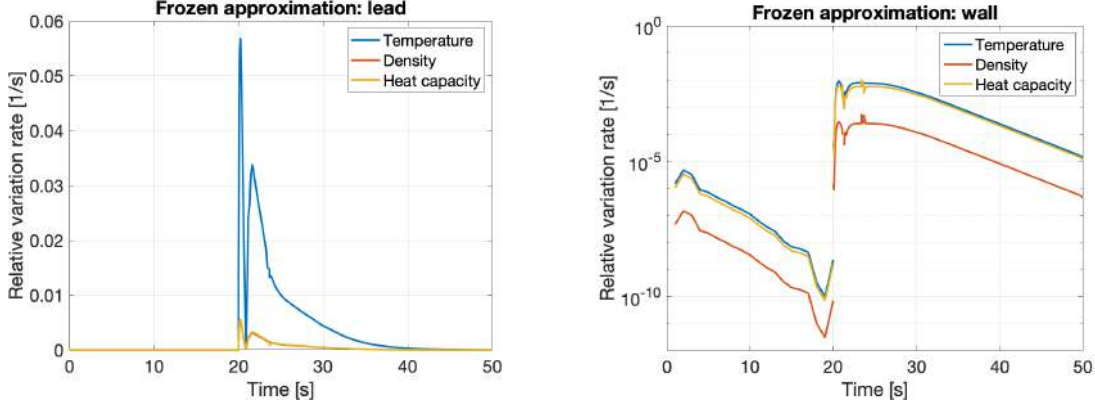 Frozen approximation: lead
Relative variation rate [1/s]
0.06
0.05
0.04
0.03
0.02
0.01
0
Temperature
Density
Heat capacity
0 10 20 30 40 50
Time [s]
Frozen approximation: wall
Relative variation rate [1/s]
10^0
10^-5
10^-10
Temperature
Density
Heat capacity
0 10 20 30 40 50
Time [s]